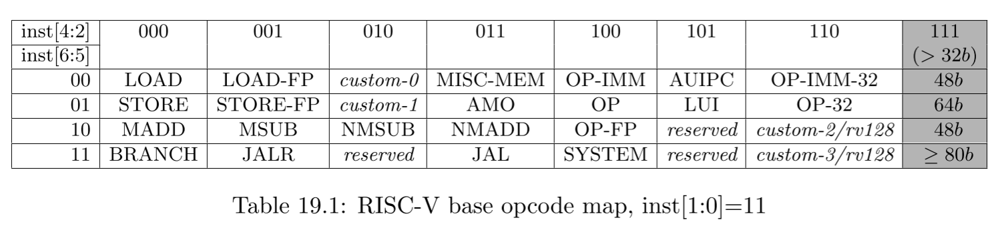 inst[4:2] 000 001 010 011 100 101 110 111
inst[6:5] (> 32b)
00 LOAD LOAD-FP custom-0 MISC-MEM OP-IMM AUIPC OP-IMM-32 48b
01 STORE STORE-FP custom-1 AMO OP LUI OP-32 64b
10 MADD MSUB NMSUB NMADD OP-FP reserved custom-2/rv128 48b
11 BRANCH JALR reserved JAL SYSTEM reserved custom-3/rv128 ≥ 80b
Table 19.1: RISC-V base opcode map, inst[1:0]=11